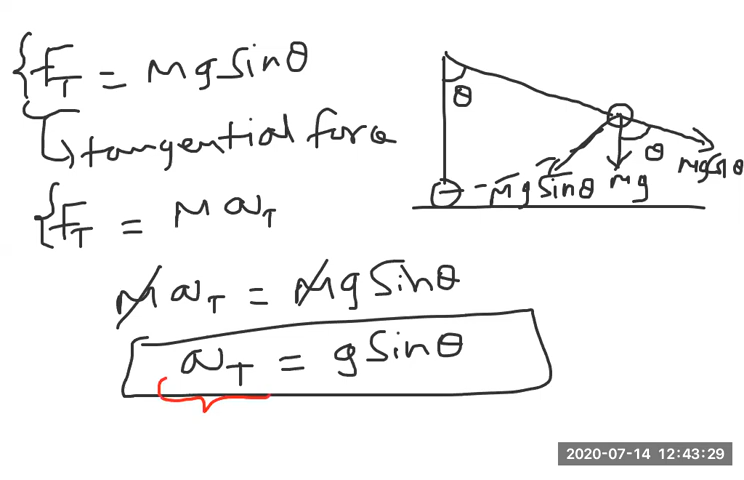 {F_T = Mg Sinθ
tangential force
{F_T = M a_T
M a_T = Mg Sinθ
a_T = g Sinθ
θ
θ
Mg Sinθ
Mg
2020-07-14 12:43:29